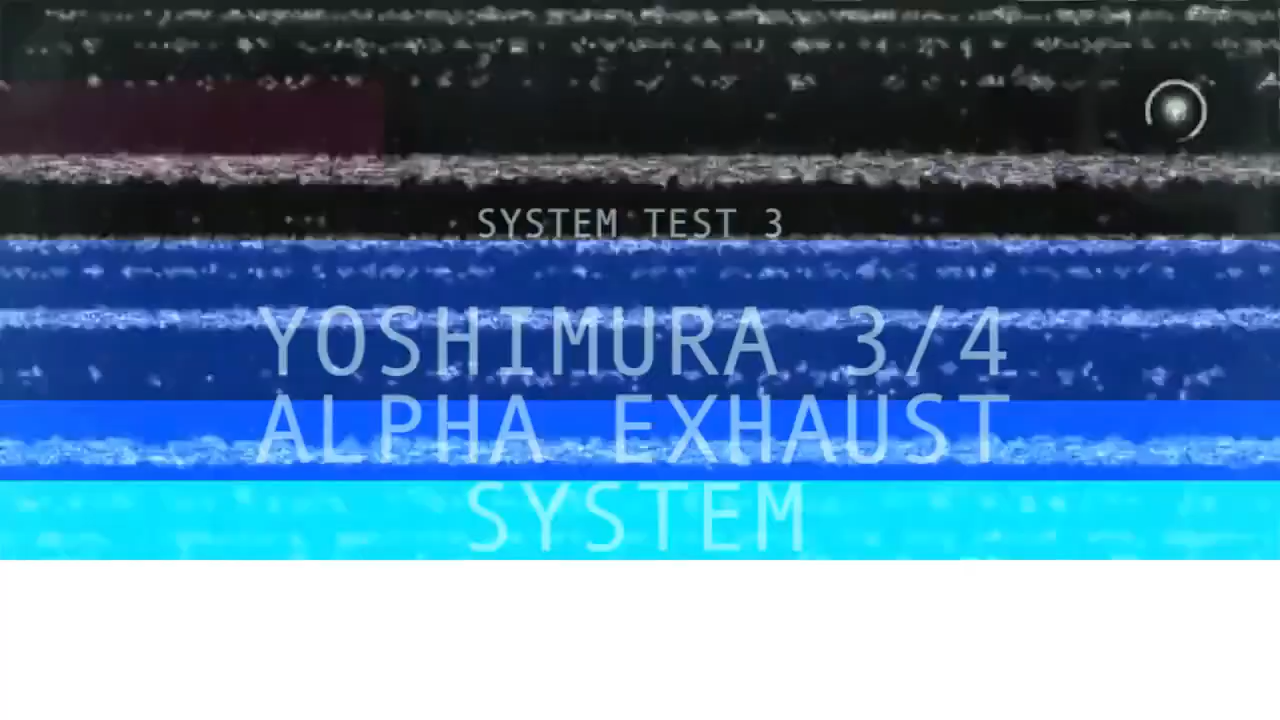 SYSTEM TEST 3
YOSHIMURA 3/4
ALPHA EXHAUST
SYSTEM